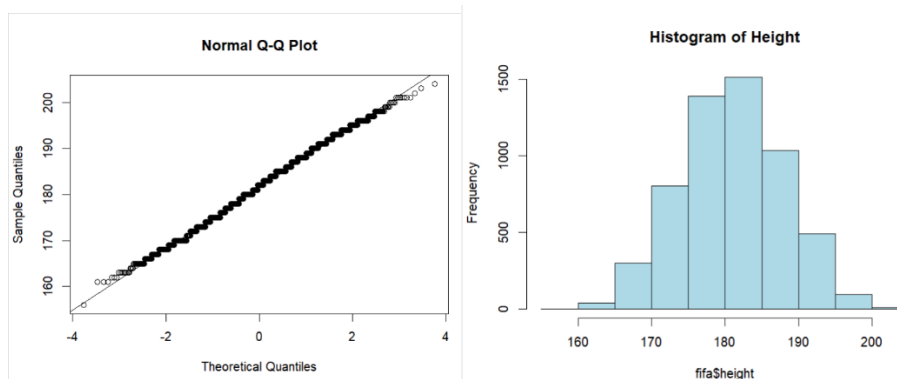 Normal Q-Q Plot
Sample Quantiles
160 170 180 190 200
-4 -2 0 2 4
Theoretical Quantiles
Histogram of Height
Frequency
0 500 1000 1500
160 170 180 190 200
fifa$height